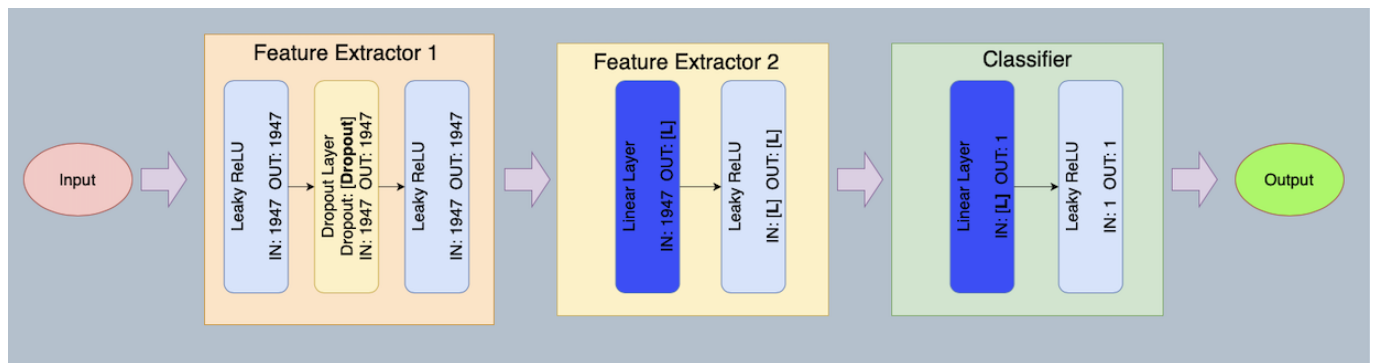 Input
Feature Extractor 1
Leaky ReLU
IN: 1947 OUT: 1947
Dropout Layer
Dropout: [Dropout]
IN: 1947 OUT: 1947
Leaky ReLU
IN: 1947 OUT: 1947
Feature Extractor 2
Linear Layer
IN: 1947 OUT: [L]
Leaky ReLU
IN: [L] OUT: [L]
Classifier
Linear Layer
IN: [L] OUT: 1
Leaky ReLU
IN: 1 OUT: 1
Output